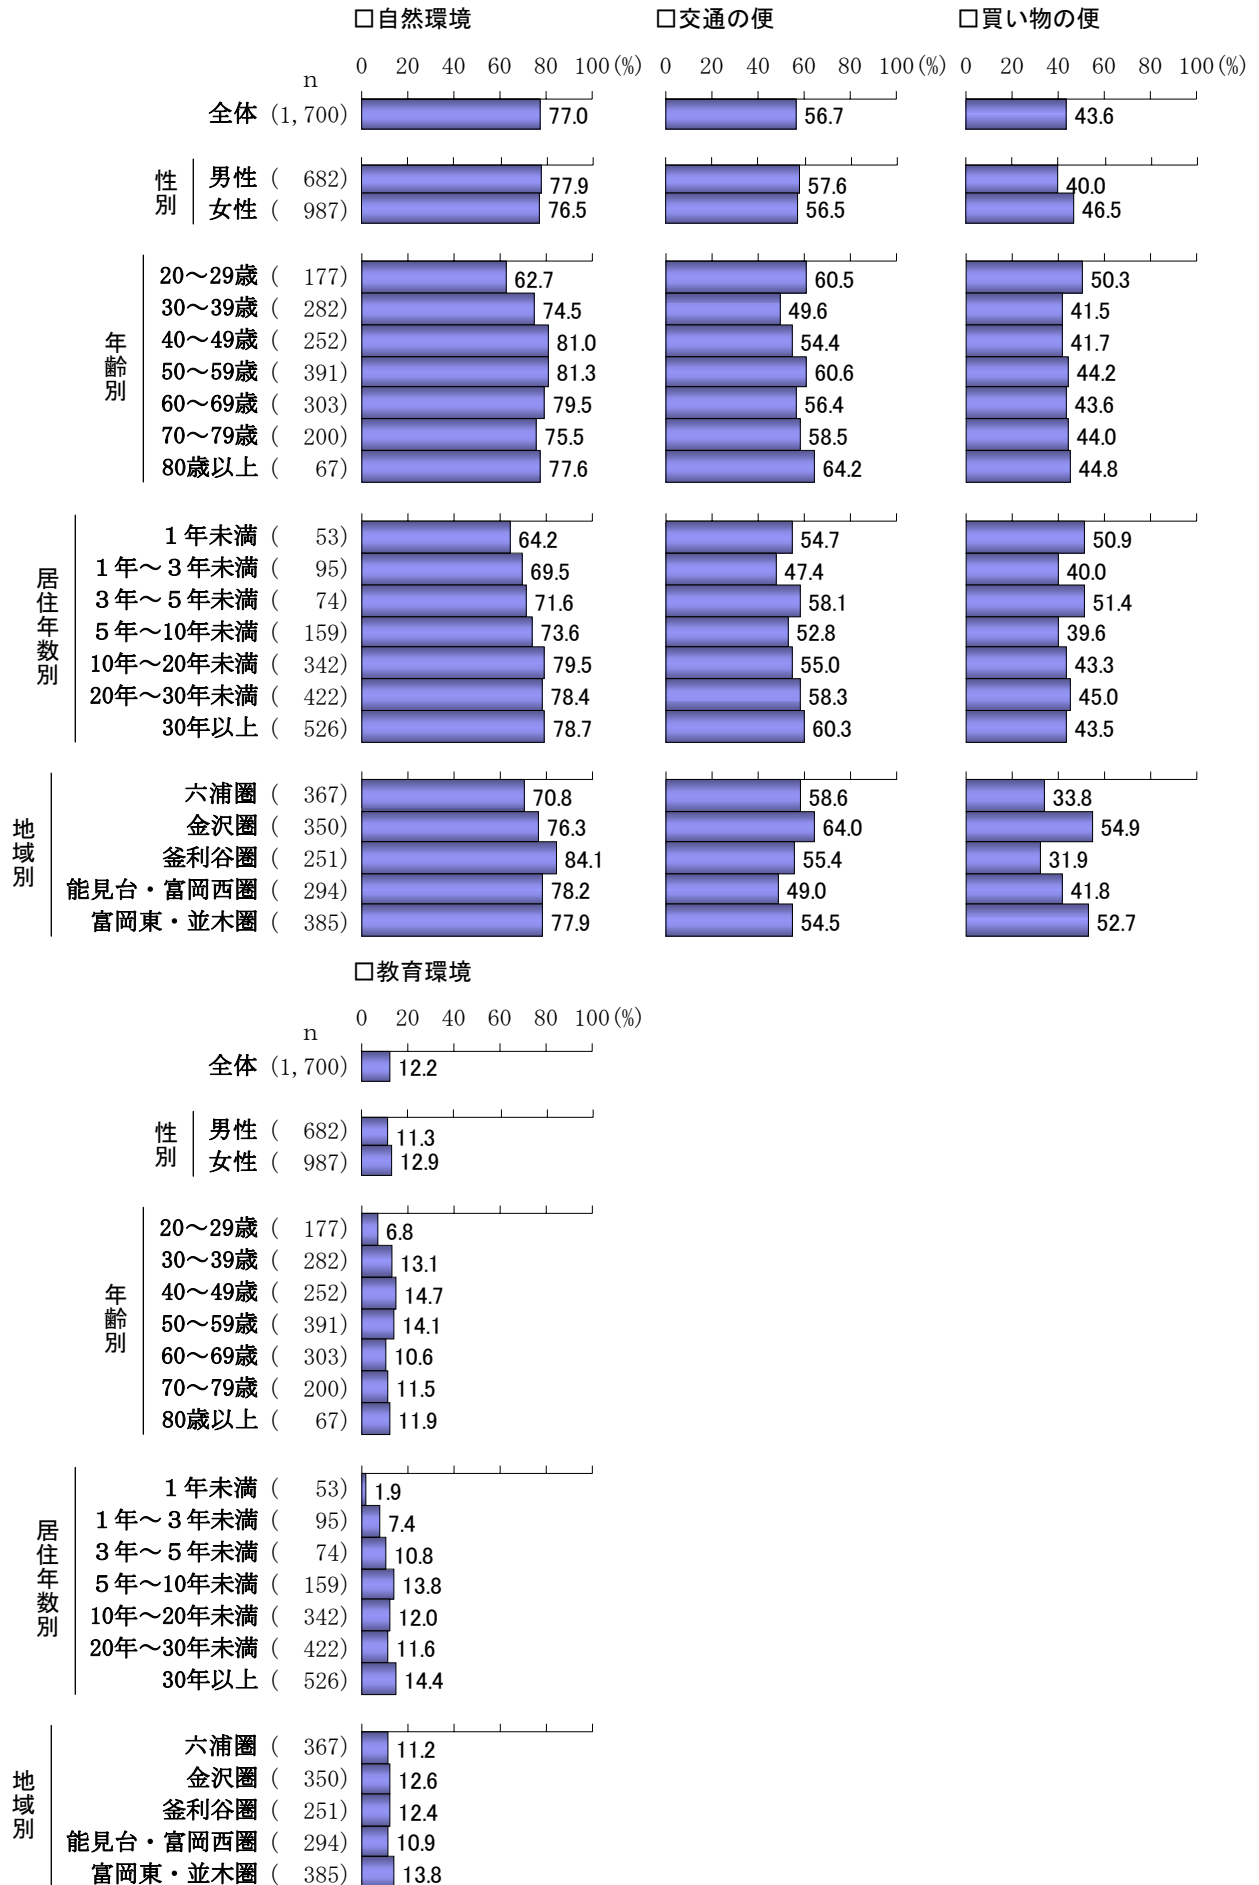 □自然環境 □交通の便 □買い物の便
n 0 20 40 60 80 100(%) 0 20 40 60 80 100(%) 0 20 40 60 80 100(%)
全体 (1,700) 77.0 56.7 43.6
性別
男性 ( 682) 77.9 57.6 40.0
女性 ( 987) 76.5 56.5 46.5
年齢別
20～29歳 ( 177) 62.7 60.5 50.3
30～39歳 ( 282) 74.5 49.6 41.5
40～49歳 ( 252) 81.0 54.4 41.7
50～59歳 ( 391) 81.3 60.6 44.2
60～69歳 ( 303) 79.5 56.4 43.6
70～79歳 ( 200) 75.5 58.5 44.0
80歳以上 ( 67) 77.6 64.2 44.8
居住年数別
１年未満 ( 53) 64.2 54.7 50.9
１年～３年未満 ( 95) 69.5 47.4 40.0
３年～５年未満 ( 74) 71.6 58.1 51.4
５年～10年未満 ( 159) 73.6 52.8 39.6
10年～20年未満 ( 342) 79.5 55.0 43.3
20年～30年未満 ( 422) 78.4 58.3 45.0
30年以上 ( 526) 78.7 60.3 43.5
地域別
六浦圏 ( 367) 70.8 58.6 33.8
金沢圏 ( 350) 76.3 64.0 54.9
釜利谷圏 ( 251) 84.1 55.4 31.9
能見台・富岡西圏 ( 294) 78.2 49.0 41.8
富岡東・並木圏 ( 385) 77.9 54.5 52.7
□教育環境
n 0 20 40 60 80 100(%)
全体 (1,700) 12.2
性別
男性 ( 682) 11.3
女性 ( 987) 12.9
年齢別
20～29歳 ( 177) 6.8
30～39歳 ( 282) 13.1
40～49歳 ( 252) 14.7
50～59歳 ( 391) 14.1
60～69歳 ( 303) 10.6
70～79歳 ( 200) 11.5
80歳以上 ( 67) 11.9
居住年数別
１年未満 ( 53) 1.9
１年～３年未満 ( 95) 7.4
３年～５年未満 ( 74) 10.8
５年～10年未満 ( 159) 13.8
10年～20年未満 ( 342) 12.0
20年～30年未満 ( 422) 11.6
30年以上 ( 526) 14.4
地域別
六浦圏 ( 367) 11.2
金沢圏 ( 350) 12.6
釜利谷圏 ( 251) 12.4
能見台・富岡西圏 ( 294) 10.9
富岡東・並木圏 ( 385) 13.8